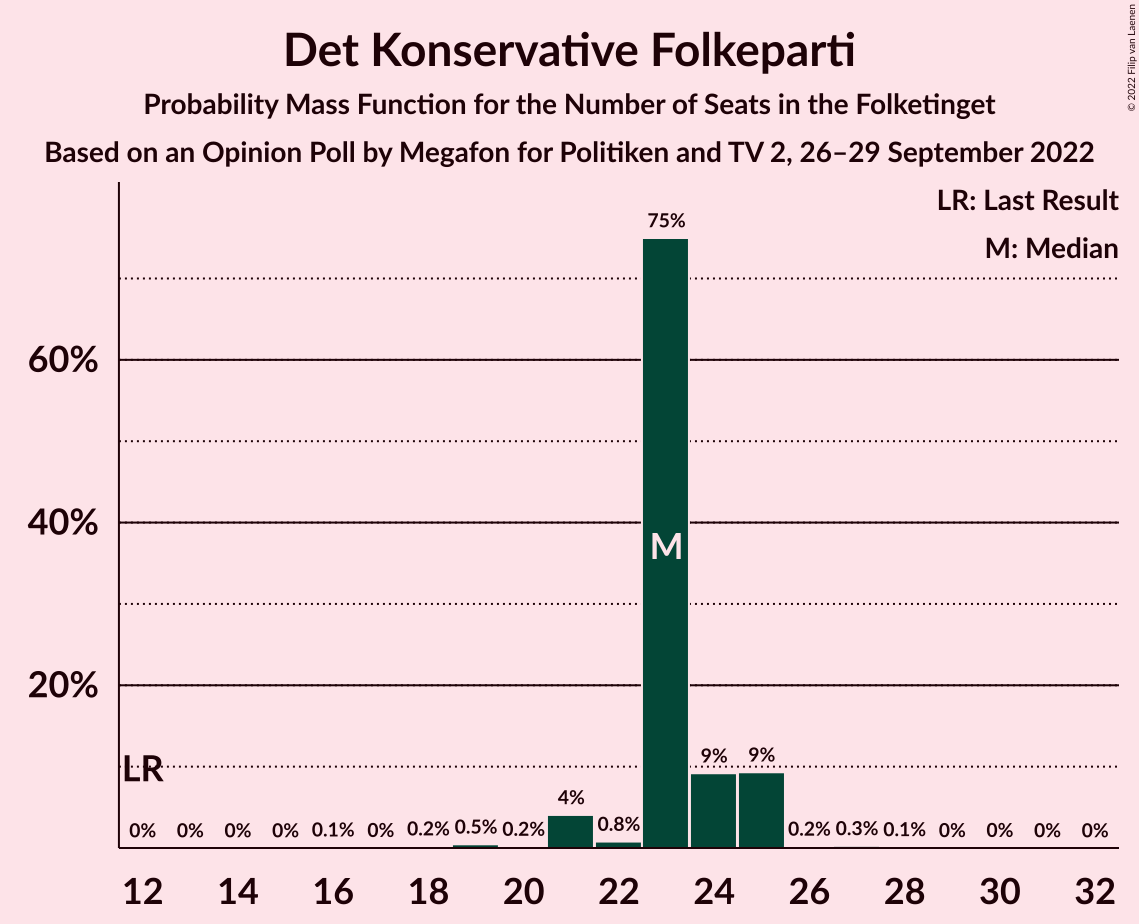 Det Konservative Folkeparti
Probability Mass Function for the Number of Seats in the Folketinget
Based on an Opinion Poll by Megafon for Politiken and TV 2, 26–29 September 2022
© 2022 Filip van Laenen
LR: Last Result
M: Median
75%
60%
40%
M
20%
LR
9% 9%
4%
0% 0% 0% 0% 0.1% 0% 0.2% 0.5% 0.2% 0.8% 0.2% 0.3% 0.1% 0% 0% 0% 0%
12 14 16 18 20 22 24 26 28 30 32